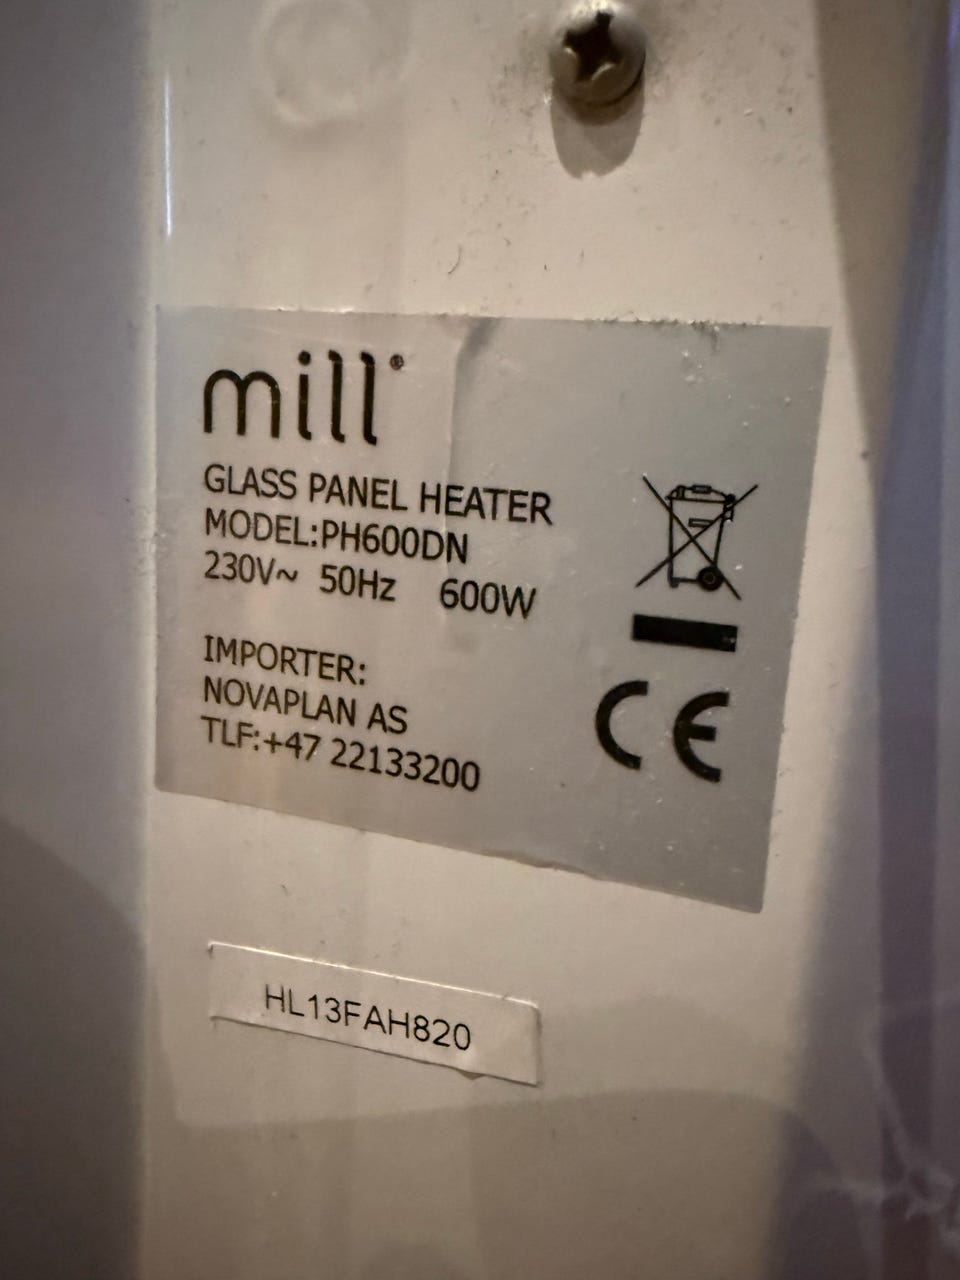 mill®
GLASS PANEL HEATER
MODEL:PH600DN
230V~ 50Hz 600W
IMPORTER:
NOVAPLAN AS
TLF:+47 22133200
CE
HL13FAH820